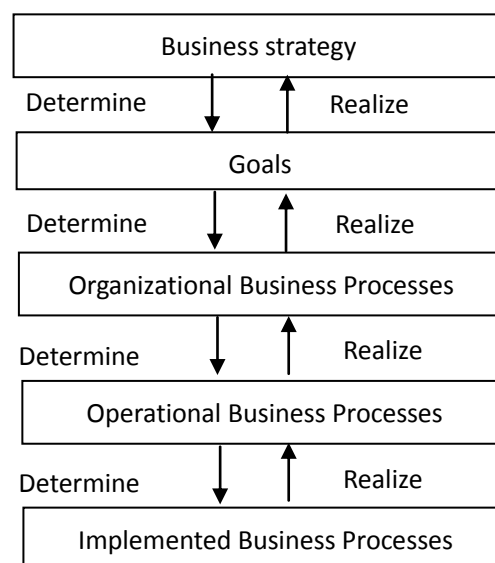 Business strategy
Determine Realize
Goals
Determine Realize
Organizational Business Processes
Determine Realize
Operational Business Processes
Determine Realize
Implemented Business Processes